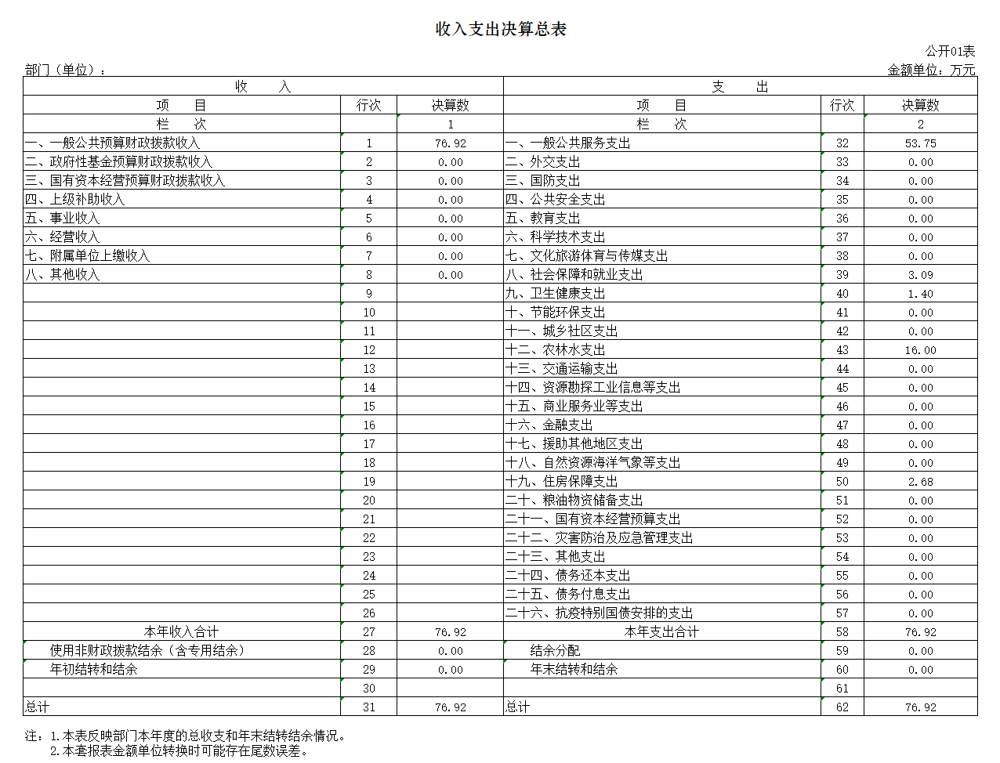 收入支出决算总表
公开01表
部门（单位）： 金额单位：万元
收 入 支 出
项 目 行次 决算数 项 目 行次 决算数
栏 次 1 栏 次 2
一、一般公共预算财政拨款收入 1 76.92 一、一般公共服务支出 32 53.75
二、政府性基金预算财政拨款收入 2 0.00 二、外交支出 33 0.00
三、国有资本经营预算财政拨款收入 3 0.00 三、国防支出 34 0.00
四、上级补助收入 4 0.00 四、公共安全支出 35 0.00
五、事业收入 5 0.00 五、教育支出 36 0.00
六、经营收入 6 0.00 六、科学技术支出 37 0.00
七、附属单位上缴收入 7 0.00 七、文化旅游体育与传媒支出 38 0.00
八、其他收入 8 0.00 八、社会保障和就业支出 39 3.09
9 九、卫生健康支出 40 1.40
10 十、节能环保支出 41 0.00
11 十一、城乡社区支出 42 0.00
12 十二、农林水支出 43 16.00
13 十三、交通运输支出 44 0.00
14 十四、资源勘探工业信息等支出 45 0.00
15 十五、商业服务业等支出 46 0.00
16 十六、金融支出 47 0.00
17 十七、援助其他地区支出 48 0.00
18 十八、自然资源海洋气象等支出 49 0.00
19 十九、住房保障支出 50 2.68
20 二十、粮油物资储备支出 51 0.00
21 二十一、国有资本经营预算支出 52 0.00
22 二十二、灾害防治及应急管理支出 53 0.00
23 二十三、其他支出 54 0.00
24 二十四、债务还本支出 55 0.00
25 二十五、债务付息支出 56 0.00
26 二十六、抗疫特别国债安排的支出 57 0.00
本年收入合计 27 76.92 本年支出合计 58 76.92
使用非财政拨款结余（含专用结余） 28 0.00 结余分配 59 0.00
年初结转和结余 29 0.00 年末结转和结余 60 0.00
30 61
总计 31 76.92 总计 62 76.92
注：1.本表反映部门本年度的总收支和年末结转结余情况。
2.本套报表金额单位转换时可能存在尾数误差。